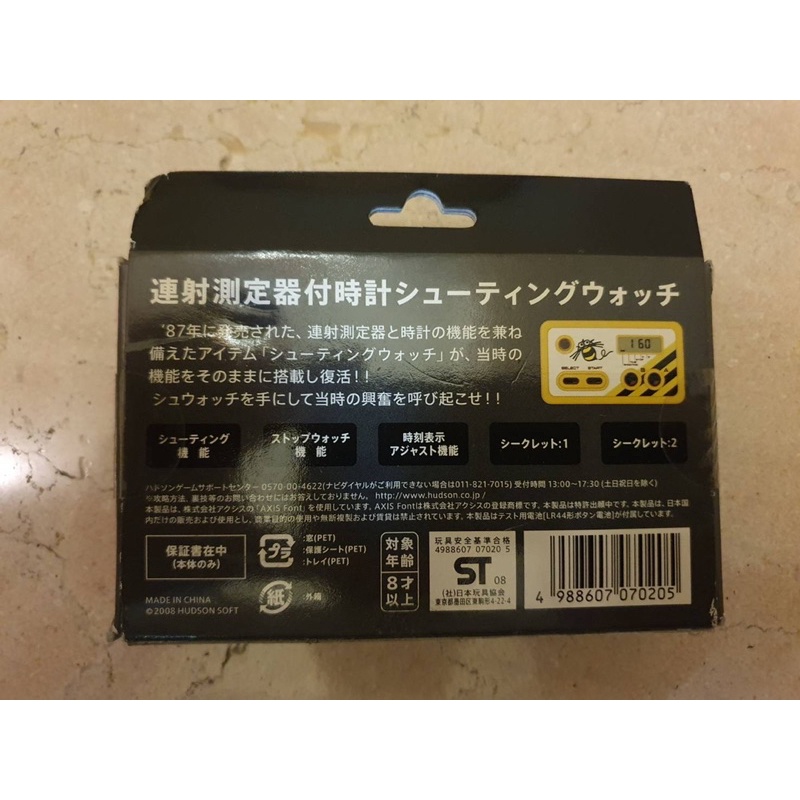 連射測定器付時計シューティングウォッチ
'87年に発売された、連射測定器と時計の機能を兼ね
備えたアイテム「シューティングウォッチ」が、当時の
機能をそのままに搭載し復活!!
シュウォッチを手にして当時の興奮を呼び起こせ!!
160
SELECT START
シューティング
機能
ストップウォッチ
機能
時刻表示
アジャスト機能
シークレット:1
シークレット:2
ハドソンゲームサポートセンター 0570-00-4622(ナビダイヤルがご利用できない場合は011-821-7015) 受付時間 13:00~17:30 (土日祝日を除く)
※攻略方法、裏技等のお問い合わせにはお答えしておりません。 http://www.hudson.co.jp/
本製品は、株式会社アクシスの「AXIS Font」を使用しています。AXIS Fontは株式会社アクシスの登録商標です。本製品は特許出願中です。本製品は、日本国
内だけの販売および使用とし、営業目的の使用や無断複製および賃貸は禁止されています。本製品はテスト用電池[LR44形ボタン電池]が付属しています。
保証書在中
(本体のみ)
プラ
:窓(PET)
:保護シート(PET)
:トレイ(PET)
紙
:外箱
対象
年齢
8才
以上
玩具安全基準合格
4988607 07020 5
ST 08
(社)日本玩具協会
東京都墨田区東駒形4-22-4
4 988607 070205
MADE IN CHINA
©2008 HUDSON SOFT